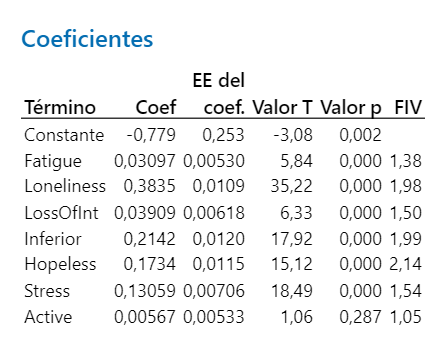 Coeficientes
EE del
Término Coef coef. Valor T Valor p FIV
Constante -0,779 0,253 -3,08 0,002
Fatigue 0,03097 0,00530 5,84 0,000 1,38
Loneliness 0,3835 0,0109 35,22 0,000 1,98
LossOfInt 0,03909 0,00618 6,33 0,000 1,50
Inferior 0,2142 0,0120 17,92 0,000 1,99
Hopeless 0,1734 0,0115 15,12 0,000 2,14
Stress 0,13059 0,00706 18,49 0,000 1,54
Active 0,00567 0,00533 1,06 0,287 1,05